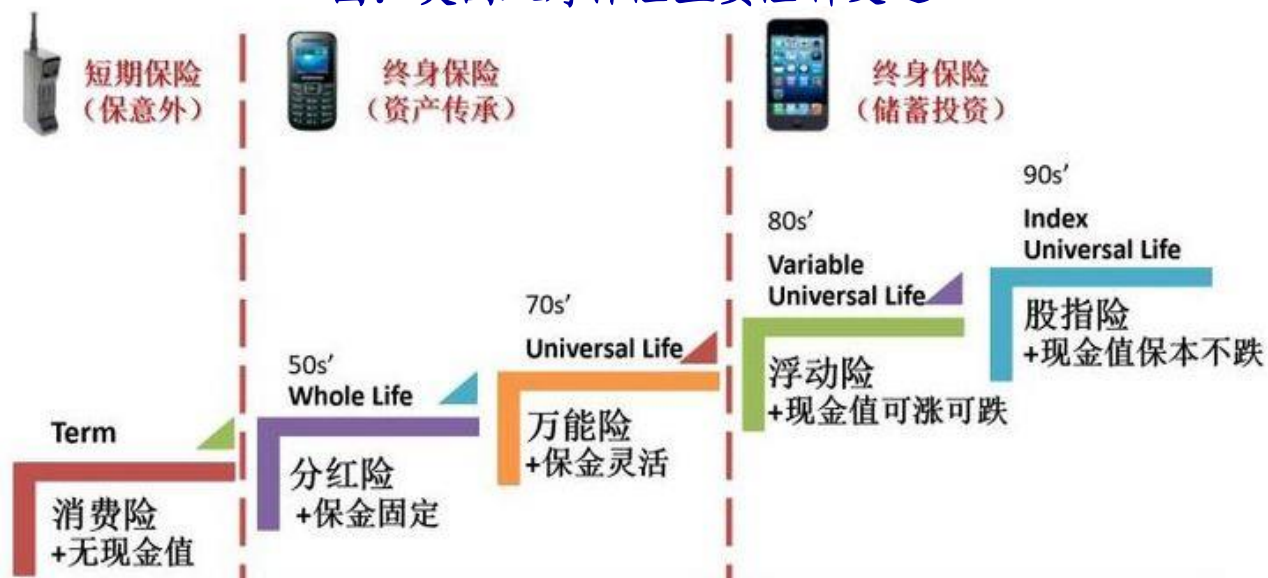 短期保险
（保意外）
终身保险
（资产传承）
终身保险
（储蓄投资）
Term
消费险
+无现金值
50s’
Whole Life
分红险
+保金固定
70s’
Universal Life
万能险
+保金灵活
80s’
Variable
Universal Life
浮动险
+现金值可涨可跌
90s’
Index
Universal Life
股指险
+现金值保本不跌